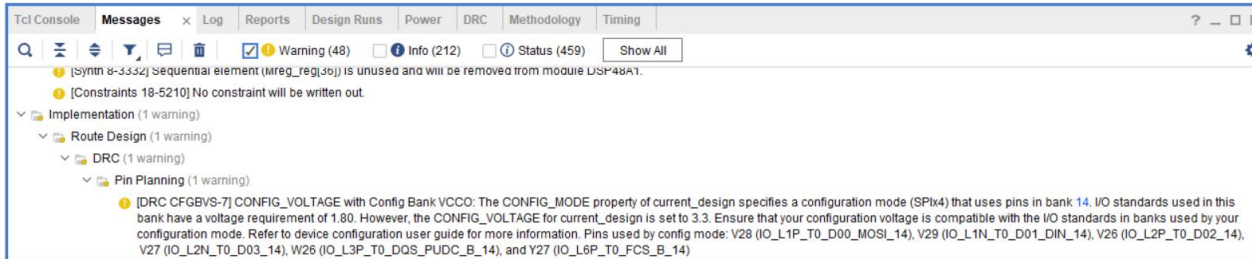 Tcl Console Messages × Log Reports Design Runs Power DRC Methodology Timing ? _
Warning (48) Info (212) Status (459) Show All
[Synth 8-3332] Sequential element (Mreg_reg[36]) is unused and will be removed from module DSP48A1.
[Constraints 18-5210] No constraint will be written out.
Implementation (1 warning)
Route Design (1 warning)
DRC (1 warning)
Pin Planning (1 warning)
[DRC CFGBVS-7] CONFIG_VOLTAGE with Config Bank VCCO: The CONFIG_MODE property of current_design specifies a configuration mode (SPIx4) that uses pins in bank 14. I/O standards used in this
bank have a voltage requirement of 1.80. However, the CONFIG_VOLTAGE for current_design is set to 3.3. Ensure that your configuration voltage is compatible with the I/O standards in banks used by your
configuration mode. Refer to device configuration user guide for more information. Pins used by config mode: V28 (IO_L1P_T0_D00_MOSI_14), V29 (IO_L1N_T0_D01_DIN_14), V26 (IO_L2P_T0_D02_14),
V27 (IO_L2N_T0_D03_14), W26 (IO_L3P_T0_DQS_PUDC_B_14), and Y27 (IO_L6P_T0_FCS_B_14)